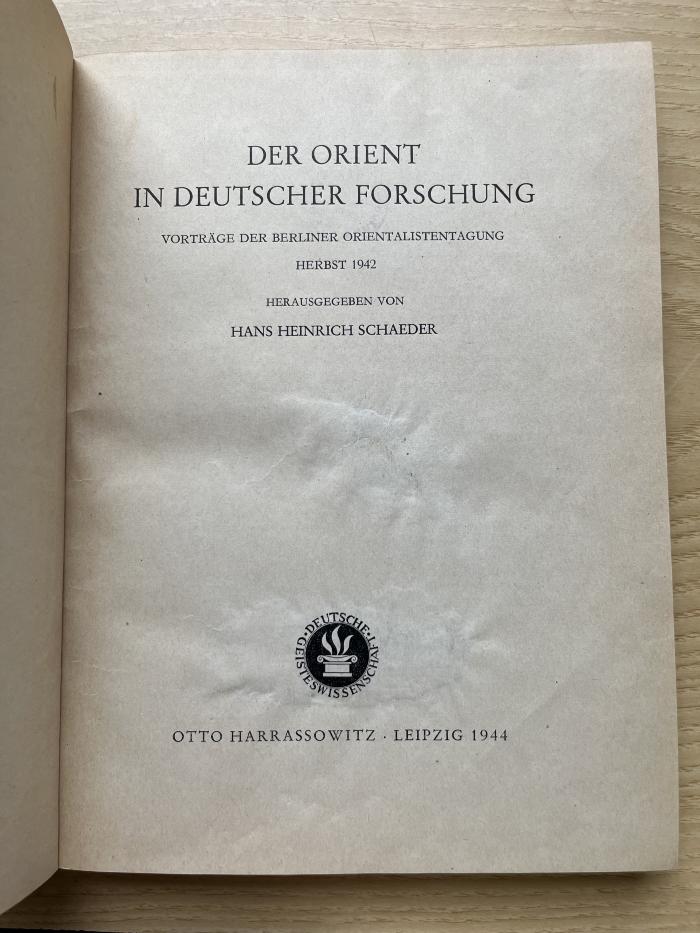 DER ORIENT
IN DEUTSCHER FORSCHUNG
VORTRÄGE DER BERLINER ORIENTALISTENTAGUNG
HERBST 1942
HERAUSGEGEBEN VON
HANS HEINRICH SCHAEDER
· DEUTSCHE · GEISTESWISSENSCHAFT
OTTO HARRASSOWITZ · LEIPZIG 1944